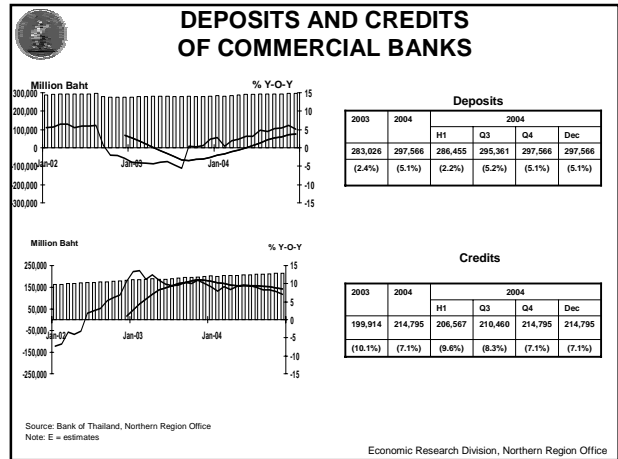 DEPOSITS AND CREDITS
OF COMMERCIAL BANKS
Million Baht
% Y-O-Y
300,000
200,000
100,000
0
-100,000
-200,000
-300,000
15
10
5
0
-5
-10
-15
Jan-02
Jan-03
Jan-04
Deposits
2003 2004 2004
H1 Q3 Q4 Dec
283,026 297,566 286,455 295,361 297,566 297,566
(2.4%) (5.1%) (2.2%) (5.2%) (5.1%) (5.1%)
Million Baht
% Y-O-Y
250,000
150,000
50,000
-50,000
-150,000
-250,000
15
10
5
0
-5
-10
-15
Jan-02
Jan-03
Jan-04
Credits
2003 2004 2004
H1 Q3 Q4 Dec
199,914 214,795 206,567 210,460 214,795 214,795
(10.1%) (7.1%) (9.6%) (8.3%) (7.1%) (7.1%)
Source: Bank of Thailand, Northern Region Office
Note: E = estimates
Economic Research Division, Northern Region Office